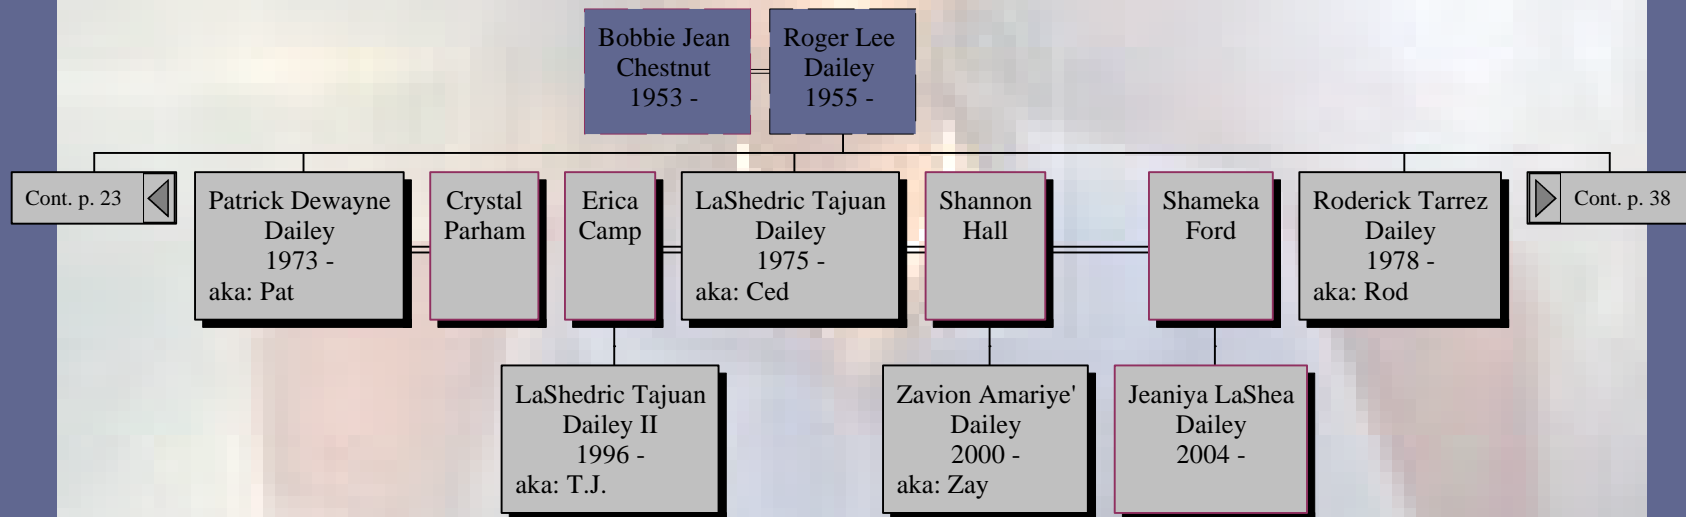 Bobbie Jean
Chestnut
1953 -
Roger Lee
Dailey
1955 -
Cont. p. 23
Patrick Dewayne
Dailey
1973 -
aka: Pat
Crystal
Parham
Erica
Camp
LaShedric Tajuan
Dailey
1975 -
aka: Ced
Shannon
Hall
Shameka
Ford
Roderick Tarrez
Dailey
1978 -
aka: Rod
Cont. p. 38
LaShedric Tajuan
Dailey II
1996 -
aka: T.J.
Zavion Amariye'
Dailey
2000 -
aka: Zay
Jeaniya LaShea
Dailey
2004 -